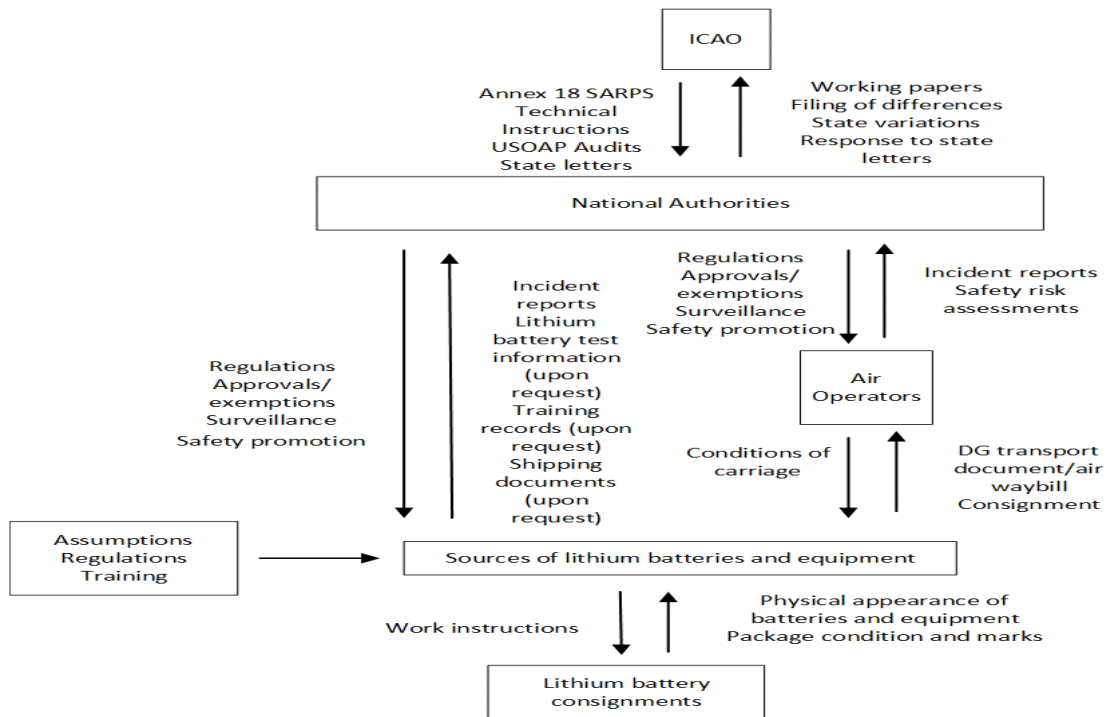 ICAO
Annex 18 SARPS
Technical
Instructions
USOAP Audits
State letters
Working papers
Filing of differences
State variations
Response to state
letters
National Authorities
Regulations
Approvals/
exemptions
Surveillance
Safety promotion
Incident
reports
Lithium
battery test
information
(upon
request)
Training
records (upon
request)
Shipping
documents
(upon
request)
Regulations
Approvals/
exemptions
Surveillance
Safety promotion
Incident reports
Safety risk
assessments
Air
Operators
Conditions of
carriage
DG transport
document/air
waybill
Consignment
Assumptions
Regulations
Training
Sources of lithium batteries and equipment
Work instructions
Physical appearance of
batteries and equipment
Package condition and marks
Lithium battery
consignments